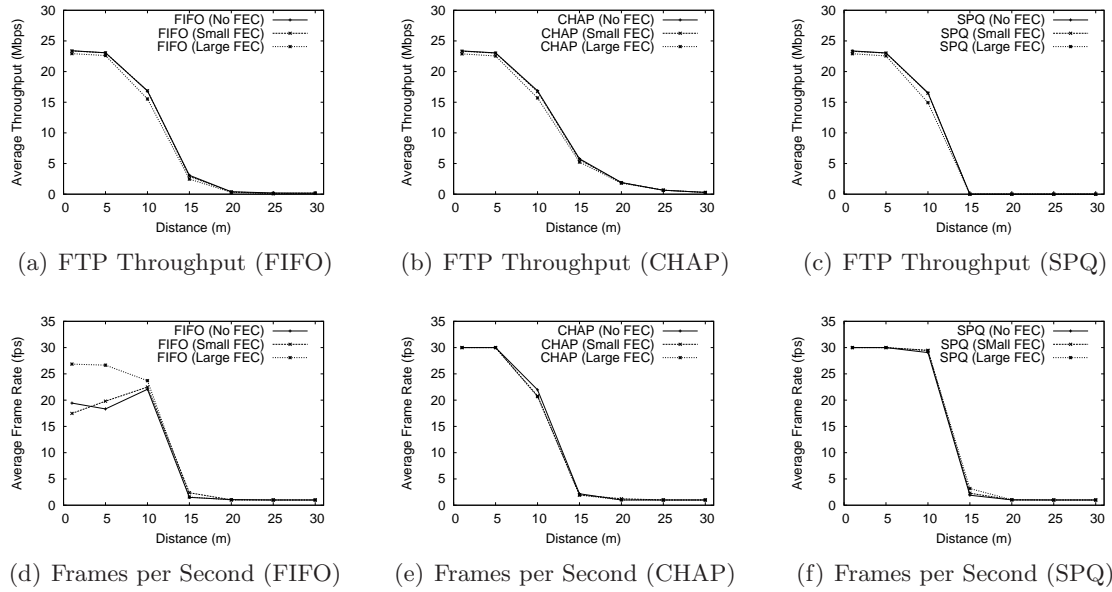 Average Throughput (Mbps)
30
25
20
15
10
5
0
FIFO (No FEC)
FIFO (Small FEC)
FIFO (Large FEC)
0 5 10 15 20 25 30
Distance (m)
(a) FTP Throughput (FIFO)
Average Throughput (Mbps)
30
25
20
15
10
5
0
CHAP (No FEC)
CHAP (Small FEC)
CHAP (Large FEC)
0 5 10 15 20 25 30
Distance (m)
(b) FTP Throughput (CHAP)
Average Throughput (Mbps)
30
25
20
15
10
5
0
SPQ (No FEC)
SPQ (Small FEC)
SPQ (Large FEC)
0 5 10 15 20 25 30
Distance (m)
(c) FTP Throughput (SPQ)
Average Frame Rate (fps)
35
30
25
20
15
10
5
0
FIFO (No FEC)
FIFO (Small FEC)
FIFO (Large FEC)
0 5 10 15 20 25 30
Distance (m)
(d) Frames per Second (FIFO)
Average Frame Rate (fps)
35
30
25
20
15
10
5
0
CHAP (No FEC)
CHAP (Small FEC)
CHAP (Large FEC)
0 5 10 15 20 25 30
Distance (m)
(e) Frames per Second (CHAP)
Average Frame Rate (fps)
35
30
25
20
15
10
5
0
SPQ (No FEC)
SPQ (SMall FEC)
SPQ (Large FEC)
0 5 10 15 20 25 30
Distance (m)
(f) Frames per Second (SPQ)